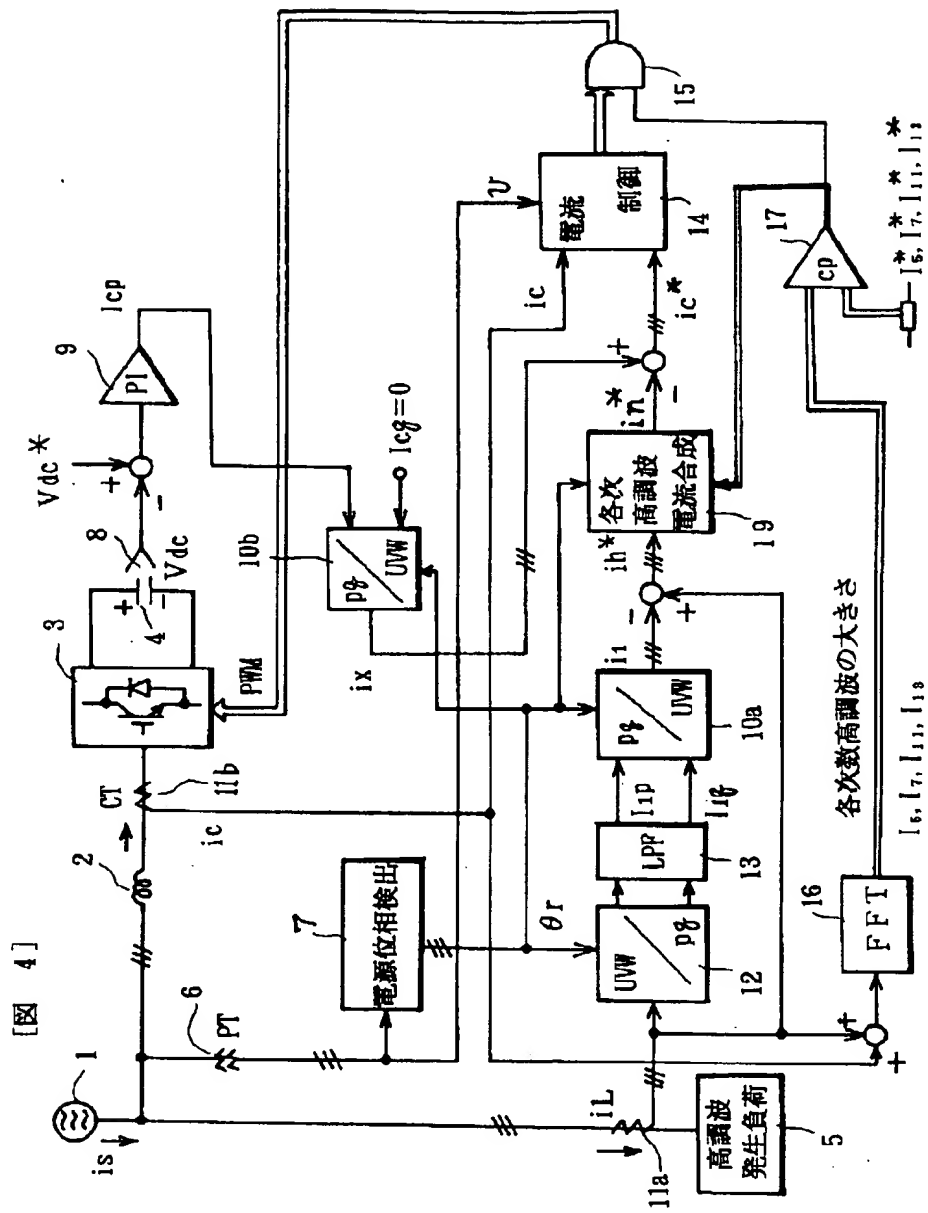 [図 4]
1
is
2
CT
11b
ic
3
4
+
-
8
Vdc
Vdc*
+
-
9
PI
Icp
PWM
6
PT
7
電源位相検出
θr
10b
pq
UVW
Icq=0
ix
ic
υ
iL
11a
高調波
発生負荷
5
UVW
pq
12
LPF
13
I1p
I1q
pq
UVW
10a
i1
-
+
ih*
各次
高調波
電流合成
19
in*
+
-
ic*
電流
制御
14
15
+
+
FFT
16
各次数高調波の大きさ
I5,I7,I11,I13
cp
17
I5*,I7*,I11*,I13*